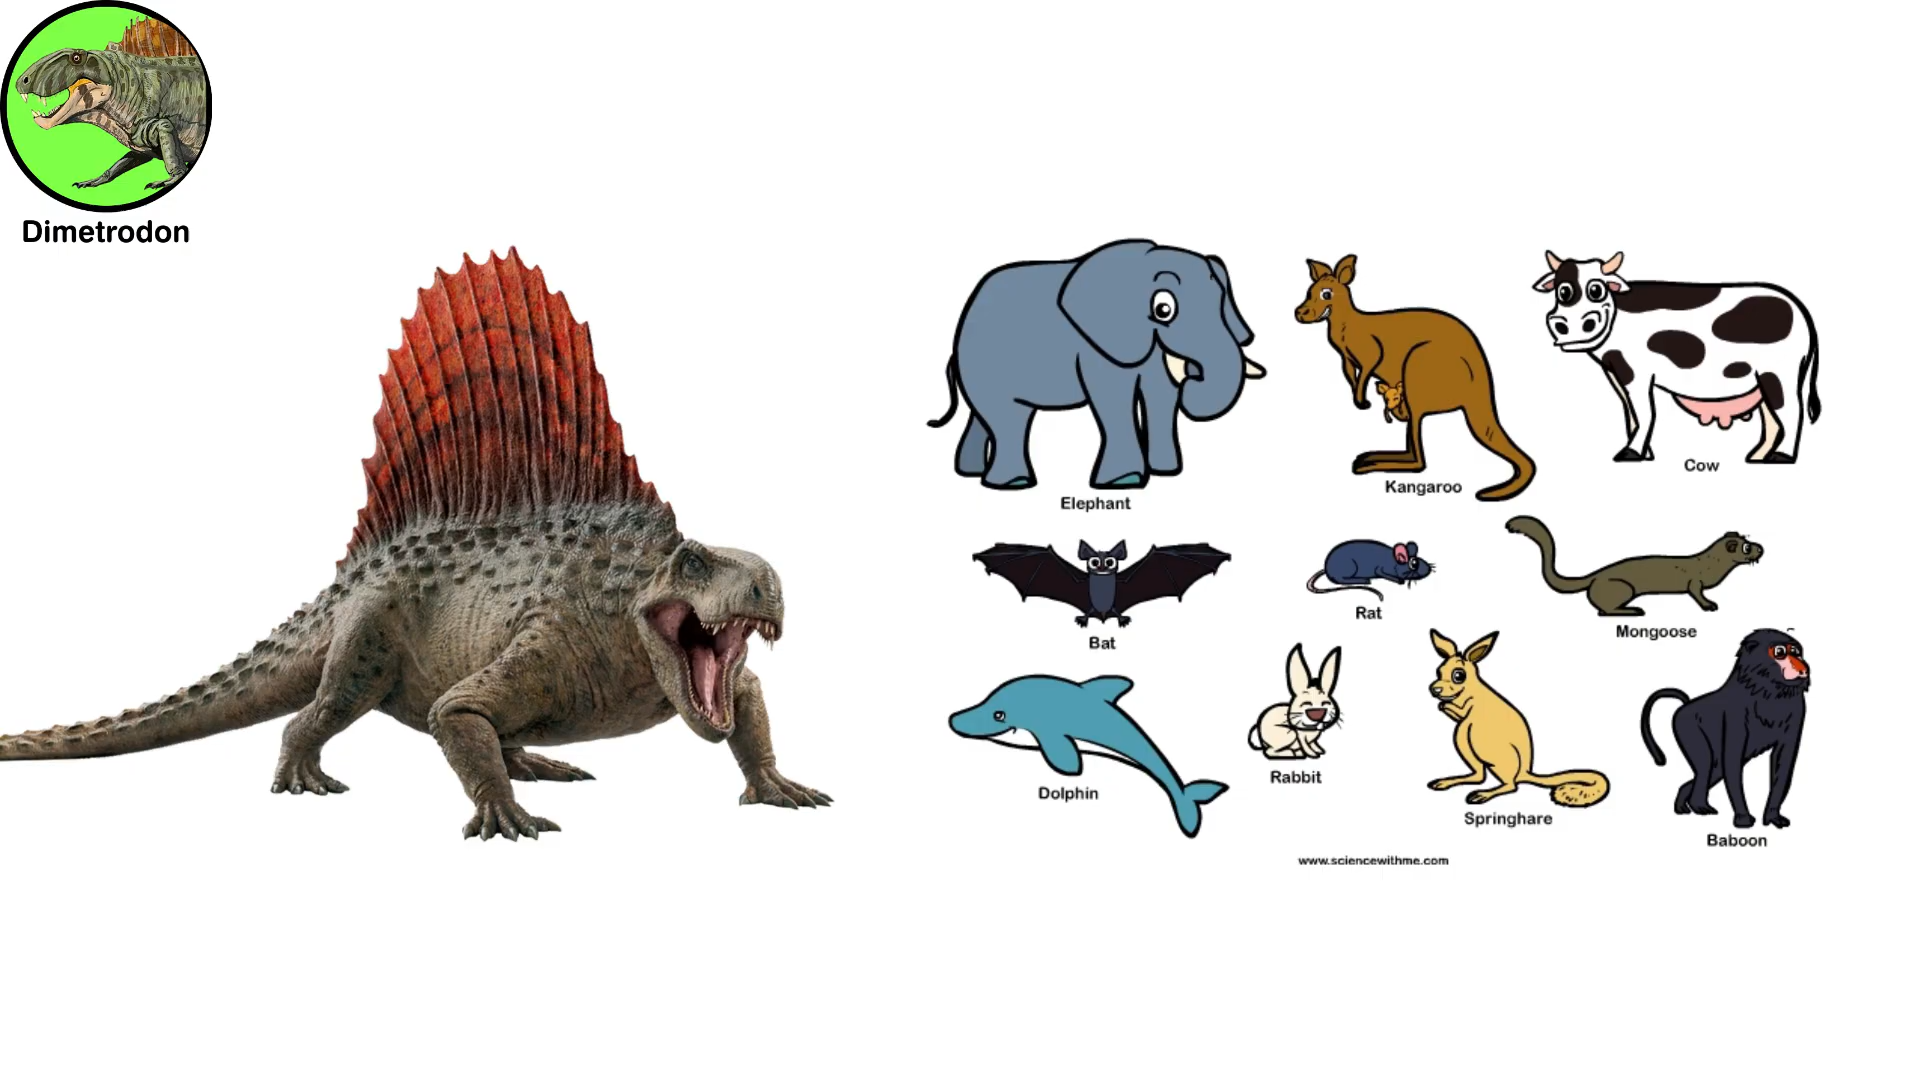 Dimetrodon
Elephant
Kangaroo
Cow
Bat
Rat
Mongoose
Dolphin
Rabbit
Springhare
Baboon
www.sciencewithme.com